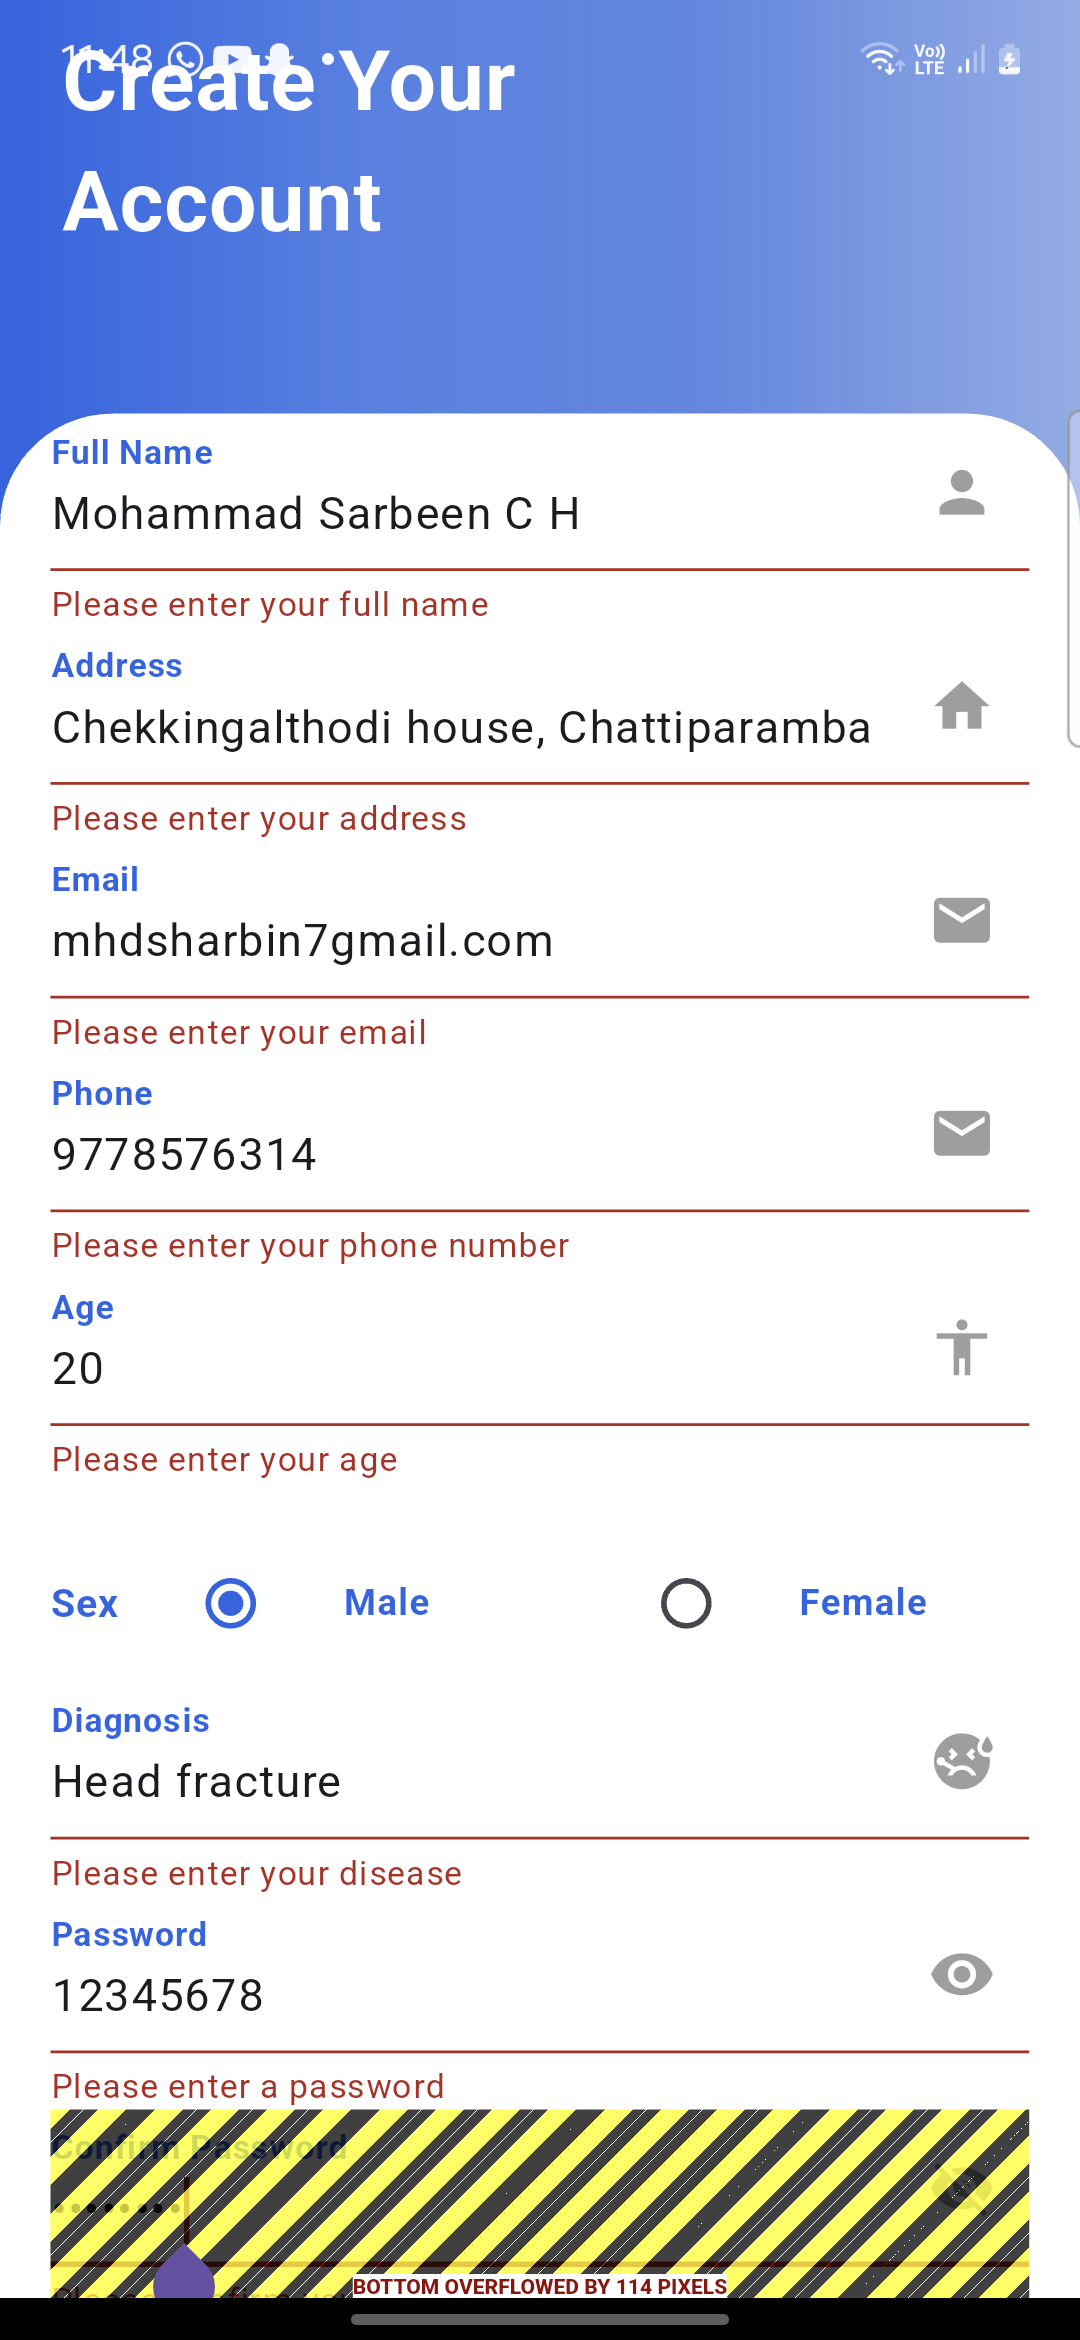 11:48
Vo))
LTE
Create Your
Account
Full Name
Mohammad Sarbeen C H
Please enter your full name
Address
Chekkingalthodi house, Chattiparamba
Please enter your address
Email
mhdsharbin7gmail.com
Please enter your email
Phone
9778576314
Please enter your phone number
Age
20
Please enter your age
Sex Male Female
Diagnosis
Head fracture
Please enter your disease
Password
12345678
Please enter a password
Confirm Password
••••••••
BOTTOM OVERFLOWED BY 114 PIXELS